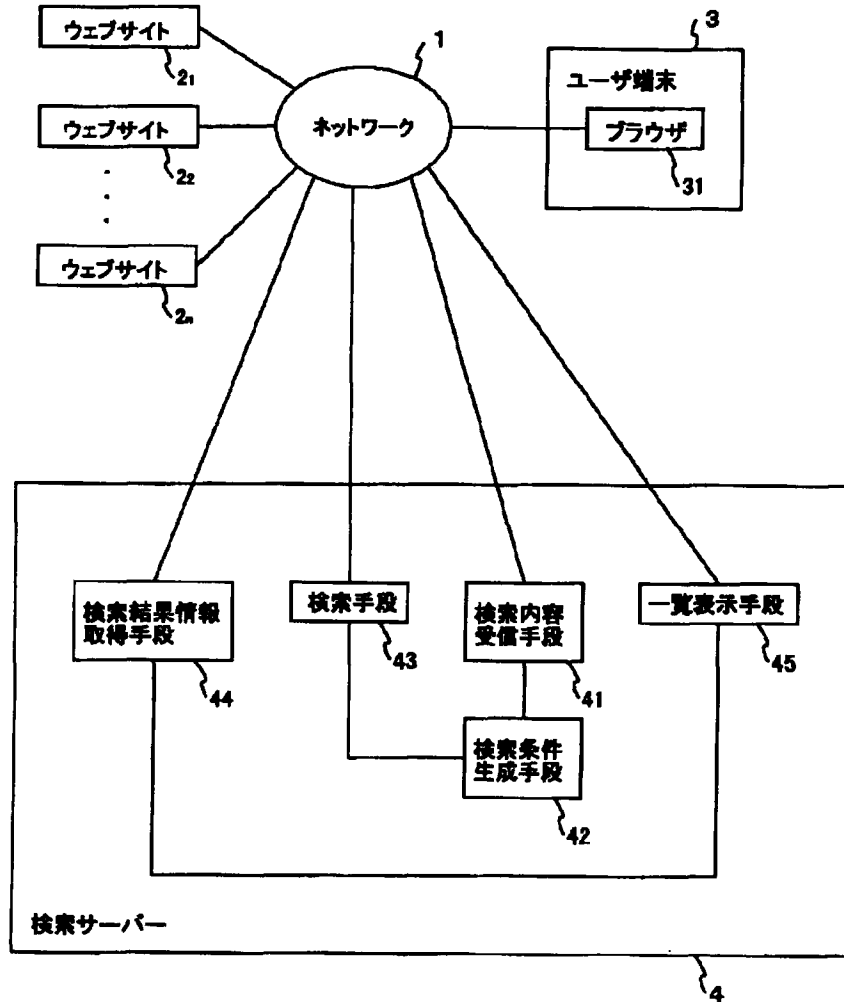 ウェブサイト
2₁
ウェブサイト
2₂
ウェブサイト
2ₙ
1
ネットワーク
3
ユーザ端末
ブラウザ
31
検索結果情報
取得手段
44
検索手段
43
検索内容
受信手段
41
一覧表示手段
45
検索条件
生成手段
42
検索サーバー
4